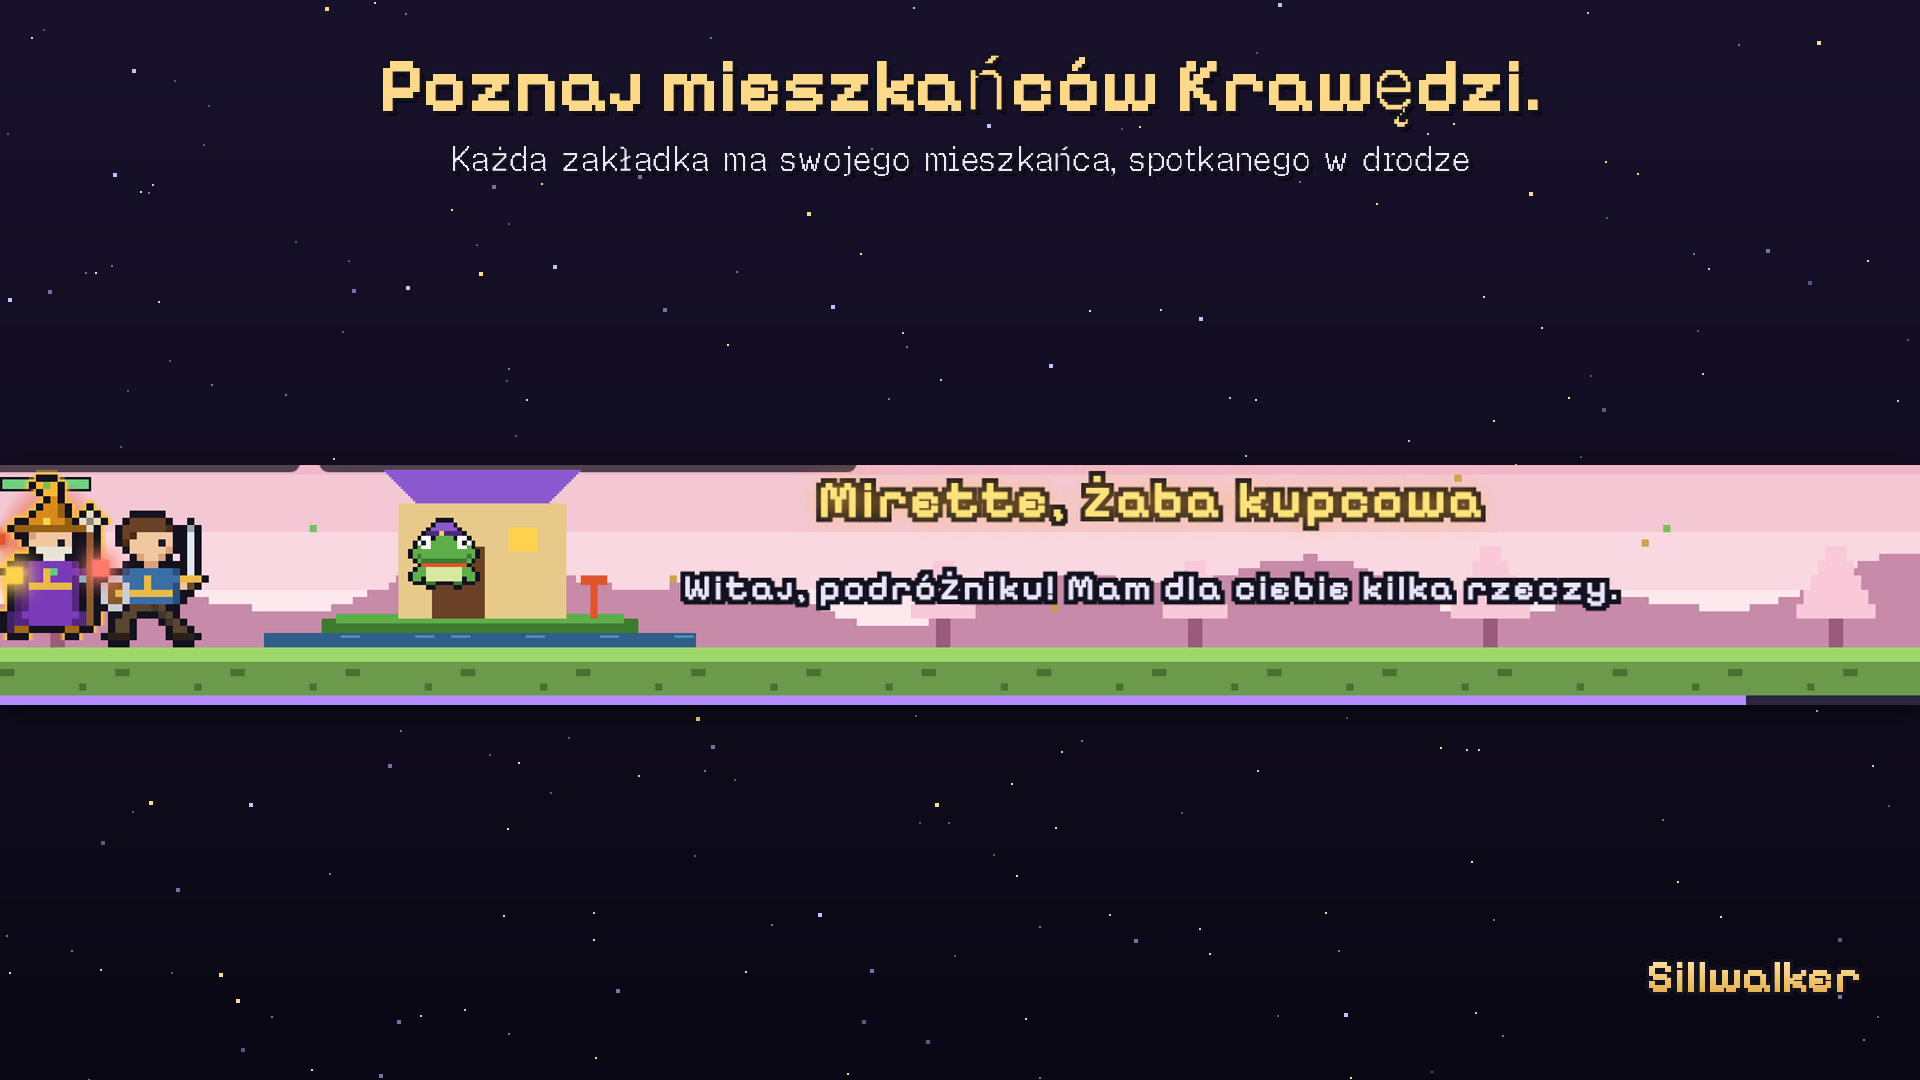 Poznaj mieszkańców Krawędzi.
Każda zakładka ma swojego mieszkańca, spotkanego w drodze
Mirette, żaba kupcowa
Witaj, podróżniku! Mam dla ciebie kilka rzeczy.
Sillwalker